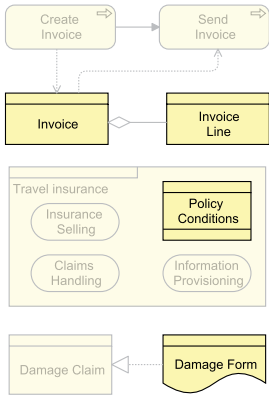 Create
Invoice
Send
Invoice
Invoice
Invoice
Line
Travel insurance
Insurance
Selling
Policy
Conditions
Claims
Handling
Information
Provisioning
Damage Claim
Damage Form